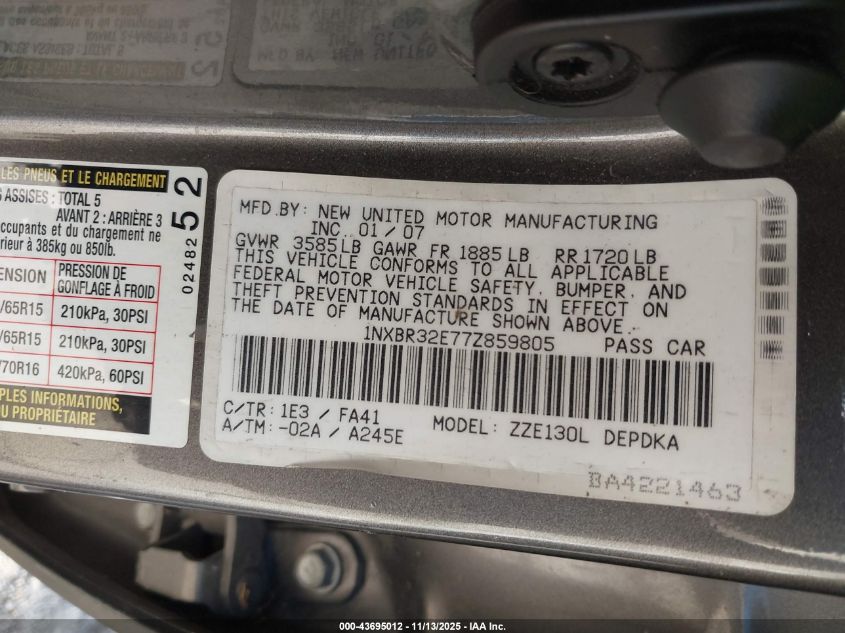 LES PNEUS ET LE CHARGEMENT
ASSISES : TOTAL 5
AVANT 2 : ARRIÈRE 3
occupants et du chargement ne
385kg ou 850lb.
PRESSION DE
GONFLAGE À FROID
/65R15 210kPa, 30PSI
/65R15 210kPa, 30PSI
/70R16 420kPa, 60PSI
PLUS INFORMATIONS,
PROPRIÉTAIRE
02482 52
MFD.BY: NEW UNITED MOTOR MANUFACTURING
INC. 01/07
GVWR 3585LB GAWR FR 1885LB RR 1720LB
THIS VEHICLE CONFORMS TO ALL APPLICABLE
FEDERAL MOTOR VEHICLE SAFETY, BUMPER, AND
THEFT PREVENTION STANDARDS IN EFFECT ON
THE DATE OF MANUFACTURE SHOWN ABOVE.
1NXBR32E77Z859805 PASS CAR
C/TR: 1E3 / FA41
A/TM: -02A / A245E MODEL: ZZE130L DEPDKA
BA4221463
000-43695012 - 11/13/2025 - IAA Inc.